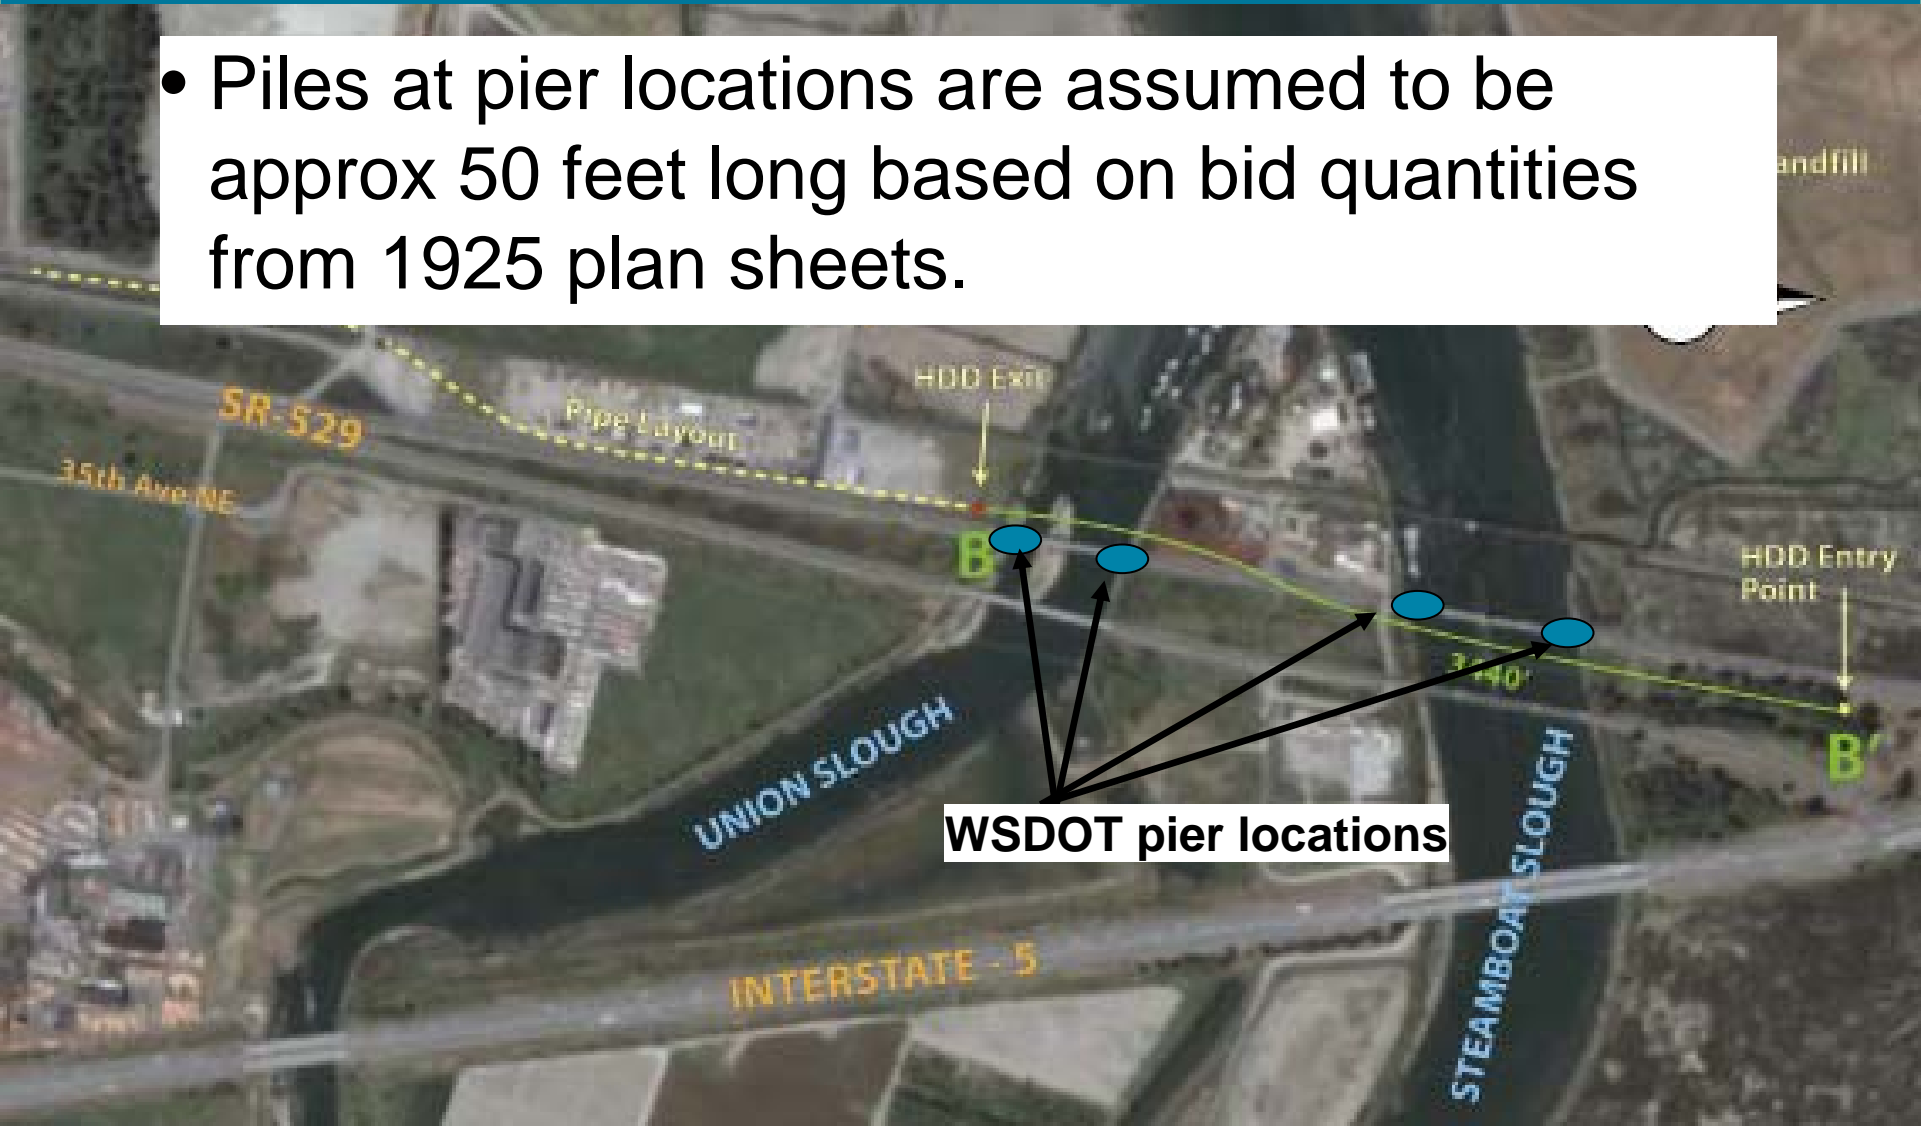 • Piles at pier locations are assumed to be
approx 50 feet long based on bid quantities
from 1925 plan sheets.
andfill
HDD Exit
SR-529
Pipe Layout
35th Ave NE
B
HDD Entry
Point
B'
UNION SLOUGH
WSDOT pier locations
STEAMBOAT SLOUGH
INTERSTATE - 5